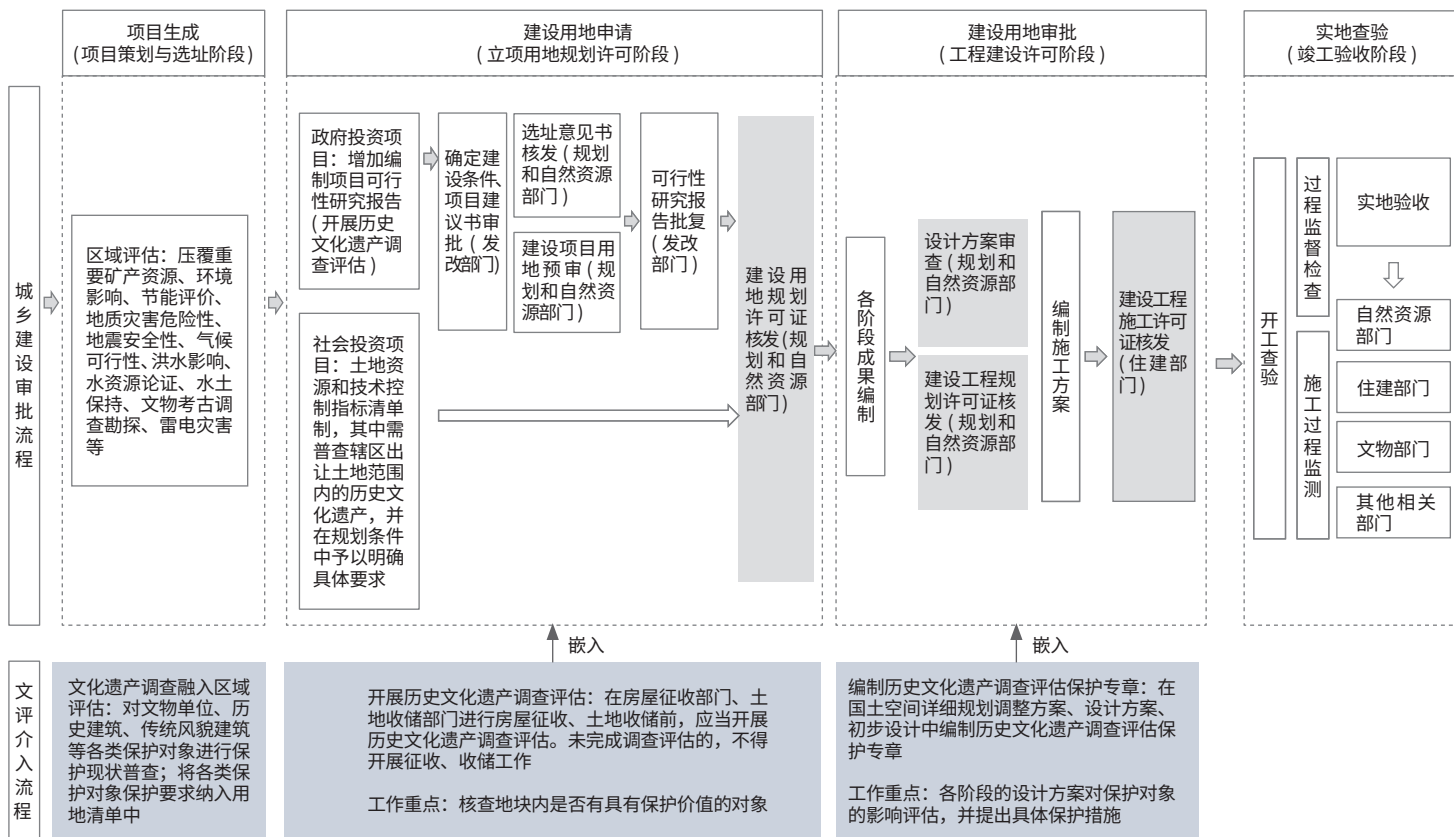 项目生成
(项目策划与选址阶段)
建设用地申请
(立项用地规划许可阶段)
建设用地审批
(工程建设许可阶段)
实地查验
(竣工验收阶段)
城乡建设审批流程
区域评估：压覆重
要矿产资源、环境
影响、节能评价、
地质灾害危险性、
地震安全性、气候
可行性、洪水影响、
水资源论证、水土
保持、文物考古调
查勘探、雷电灾害
等
政府投资项
目：增加编
制项目可行
性研究报告
(开展历史
文化遗产调
查评估)
社会投资项
目：土地资
源和技术控
制指标清单
制，其中需
普查辖区出
让土地范围
内的历史文
化遗产，并
在规划条件
中予以明确
具体要求
确定建
设条件、
项目建
议书审
批(发
改部门)
选址意见书
核发(规划
和自然资源
部门)
建设项目用
地预审(规
划和自然资
源部门)
可行性
研究报
告批复
(发改
部门)
建设用
地规划
许可证
核发(规
划和自
然资源
部门)
各阶段成果编制
设计方案审
查(规划和
自然资源部
门)
建设工程规
划许可证核
发(规划和
自然资源部
门)
编制施工方案
建设工程
施工许可
证核发
(住建部
门)
开工查验
过程监督检查
施工过程监测
实地验收
自然资源
部门
住建部门
文物部门
其他相关
部门
嵌入
嵌入
文评介入流程
文化遗产调查融入区域
评估：对文物单位、历
史建筑、传统风貌建筑
等各类保护对象进行保
护现状普查；将各类保
护对象保护要求纳入用
地清单中
开展历史文化遗产调查评估：在房屋征收部门、土
地收储部门进行房屋征收、土地收储前，应当开展
历史文化遗产调查评估。未完成调查评估的，不得
开展征收、收储工作
工作重点：核查地块内是否有具有保护价值的对象
编制历史文化遗产调查评估保护专章：在
国土空间详细规划调整方案、设计方案、
初步设计中编制历史文化遗产调查评估保
护专章
工作重点：各阶段的设计方案对保护对象
的影响评估，并提出具体保护措施